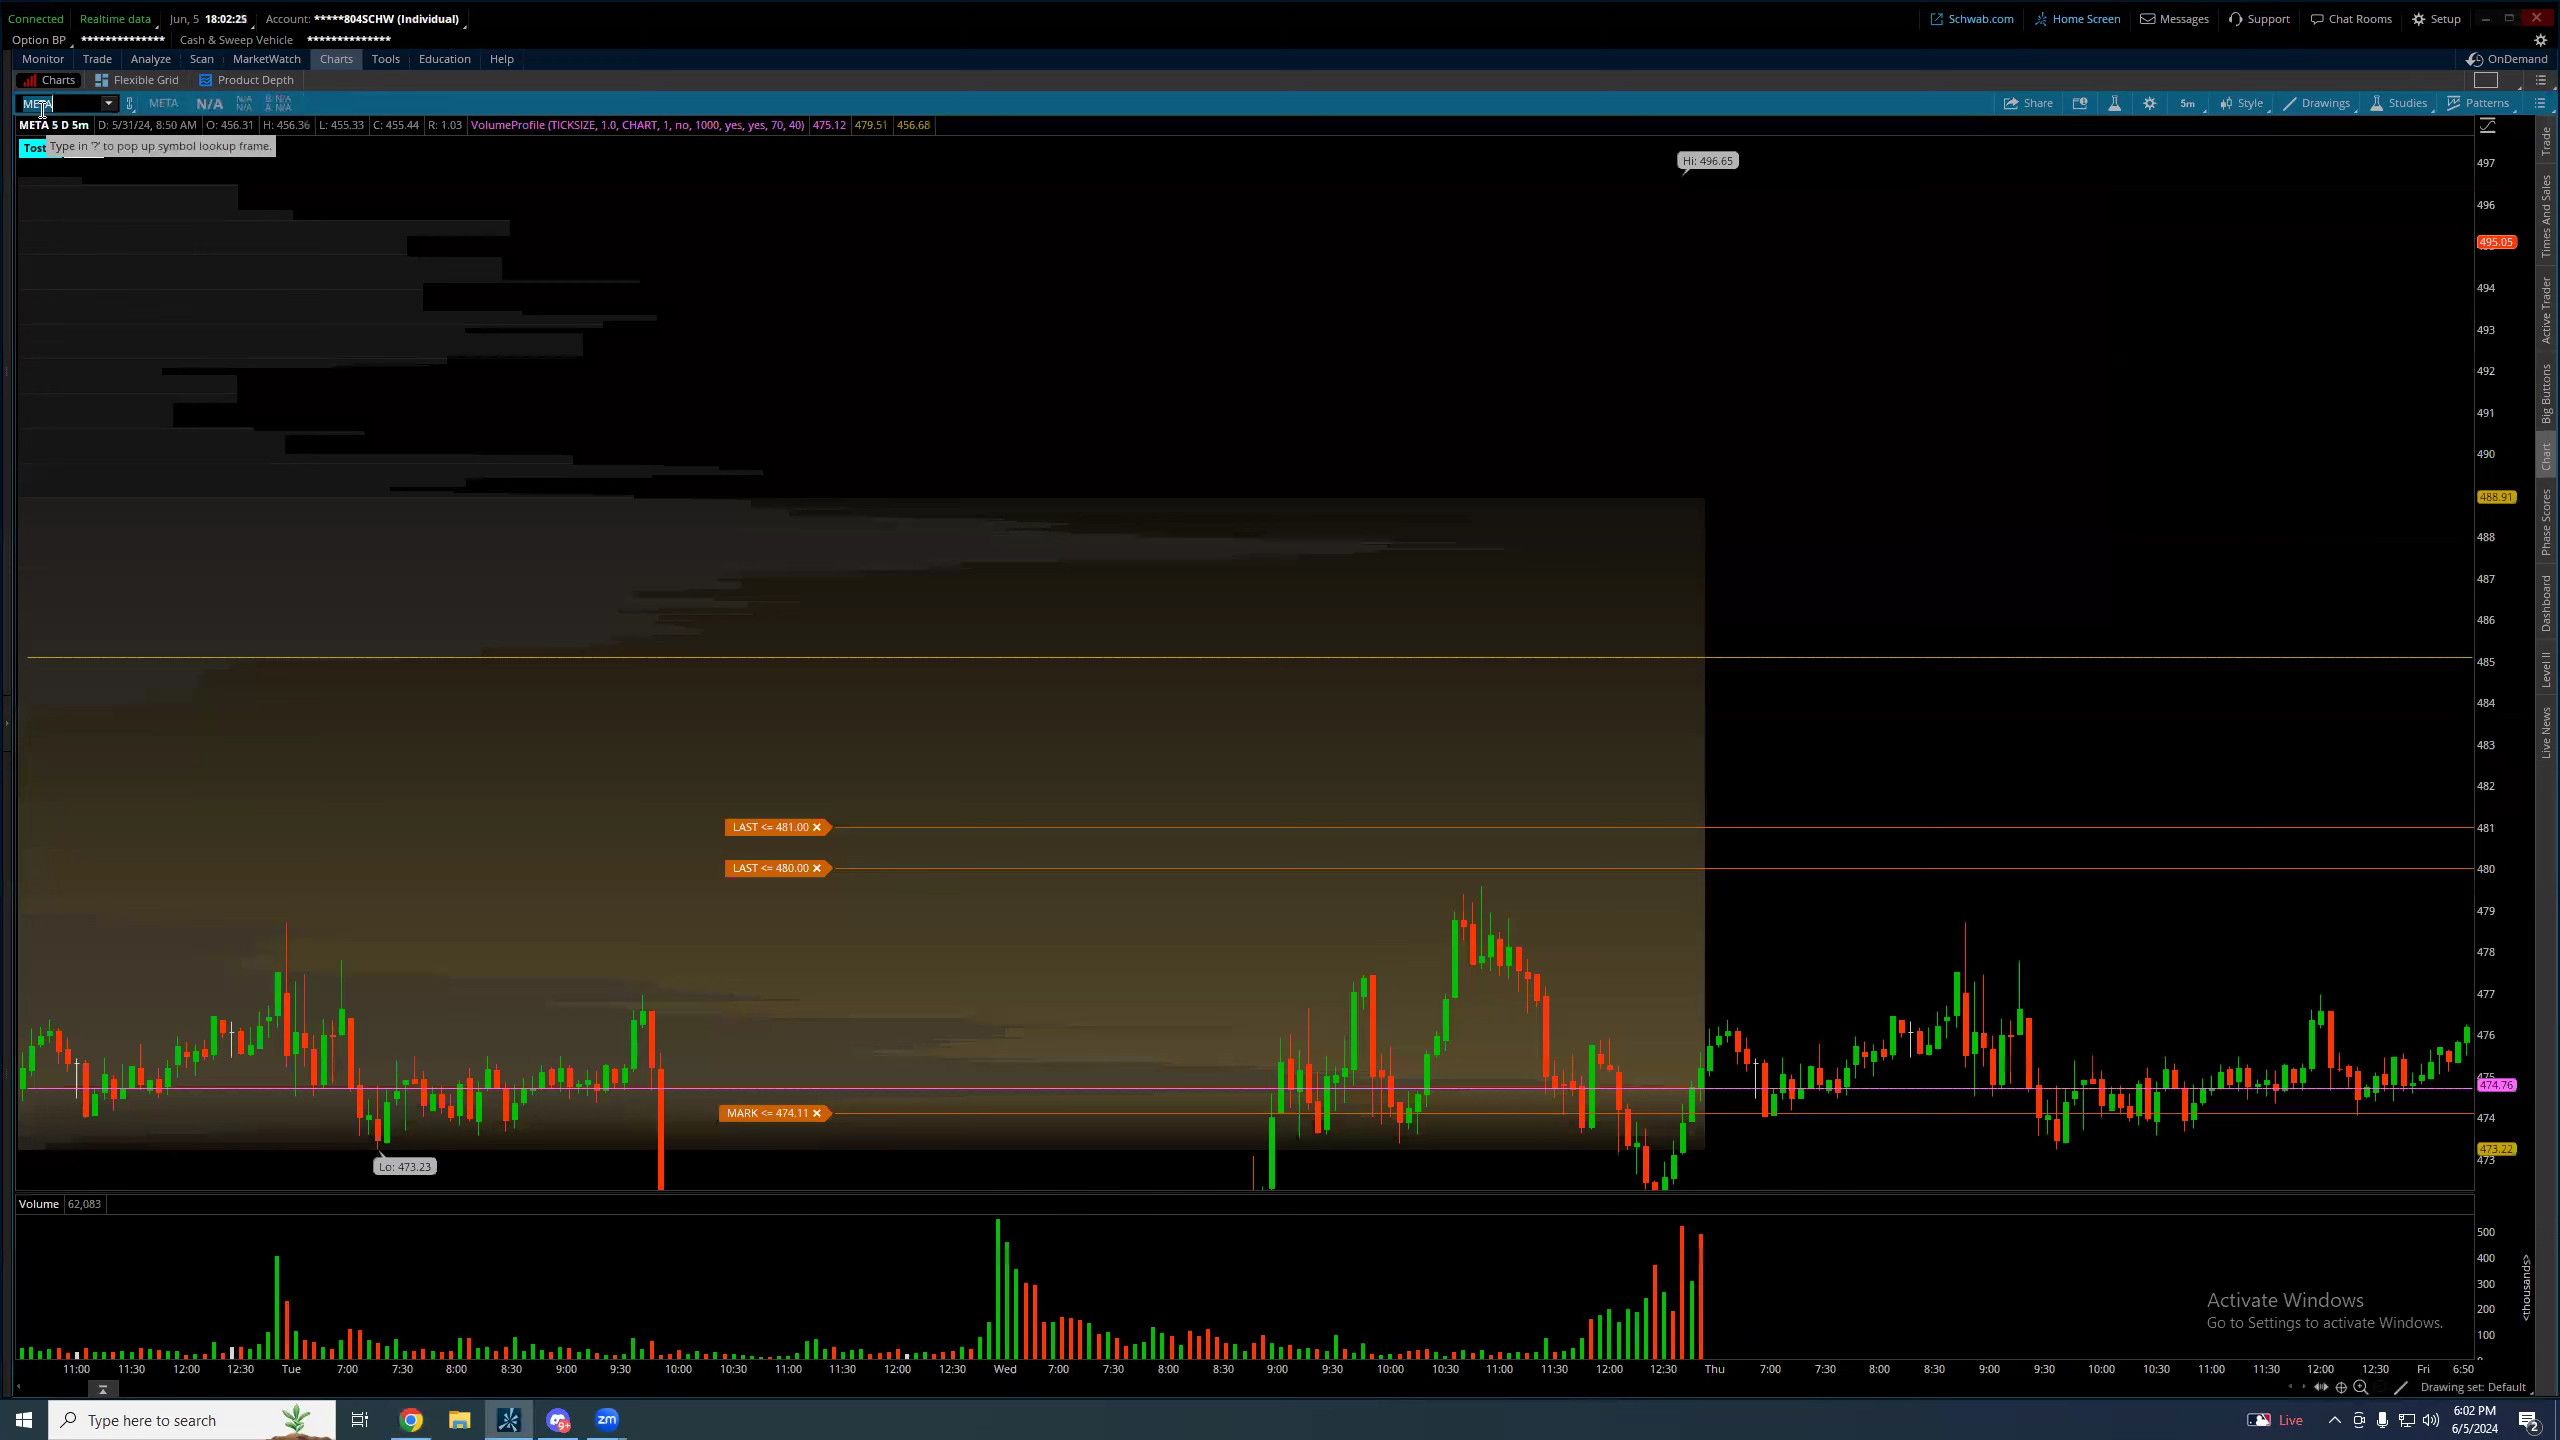 Connected Realtime data Jun, 5 18:02:25 Account: *****804SCHW (Individual) Schwab.com Home Screen Messages Support Chat Rooms Setup
Option BP ************** Cash & Sweep Vehicle **************
Monitor Trade Analyze Scan MarketWatch Charts Tools Education Help OnDemand
Charts Flexible Grid Product Depth
META META N/A N/A N/A B: N/A A: N/A Share 5m Style Drawings Studies Patterns
META 5 D 5m D: 5/31/24, 8:50 AM O: 456.31 H: 456.36 L: 455.33 C: 455.44 R: 1.03 VolumeProfile (TICKSIZE, 1.0, CHART, 1, no, 1000, yes, yes, 70, 40) 475.12 479.51 456.68
Tost Type in '?' to pop up symbol lookup frame.
Hi: 496.65
497
496
495.05
494
493
492
491
490
488.91
488
487
486
485
484
483
482
LAST <= 481.00 481
LAST <= 480.00 480
479
478
477
476
475
474.76
MARK <= 474.11 474
Lo: 473.23 473.22
473
Trade
Times And Sales
Active Trader
Big Buttons
Chart
Phase Scores
Dashboard
Level II
Live News
Volume 62,083
500
400
300
200
100
<thousands>
Activate Windows
Go to Settings to activate Windows.
11:00 11:30 12:00 12:30 Tue 7:00 7:30 8:00 8:30 9:00 9:30 10:00 10:30 11:00 11:30 12:00 12:30 Wed 7:00 7:30 8:00 8:30 9:00 9:30 10:00 10:30 11:00 11:30 12:00 12:30 Thu 7:00 7:30 8:00 8:30 9:00 9:30 10:00 10:30 11:00 11:30 12:00 12:30 Fri 6:50
Drawing set: Default
Type here to search zm 9+ Live 6:02 PM
6/5/2024 2